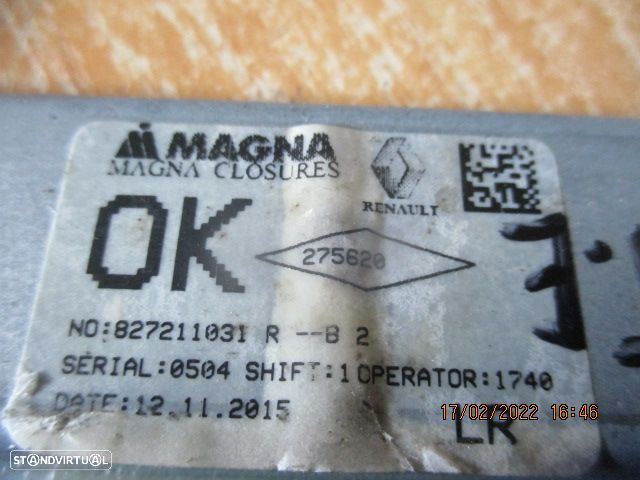 MAGNA
MAGNA CLOSURES
RENAULT
OK
275620
NO:827211031 R --B 2
SERIAL:0504 SHIFT:1 OPERATOR:1740
DATE:12.11.2015
LR
17/02/2022 16:46
STANDVIRTUAL